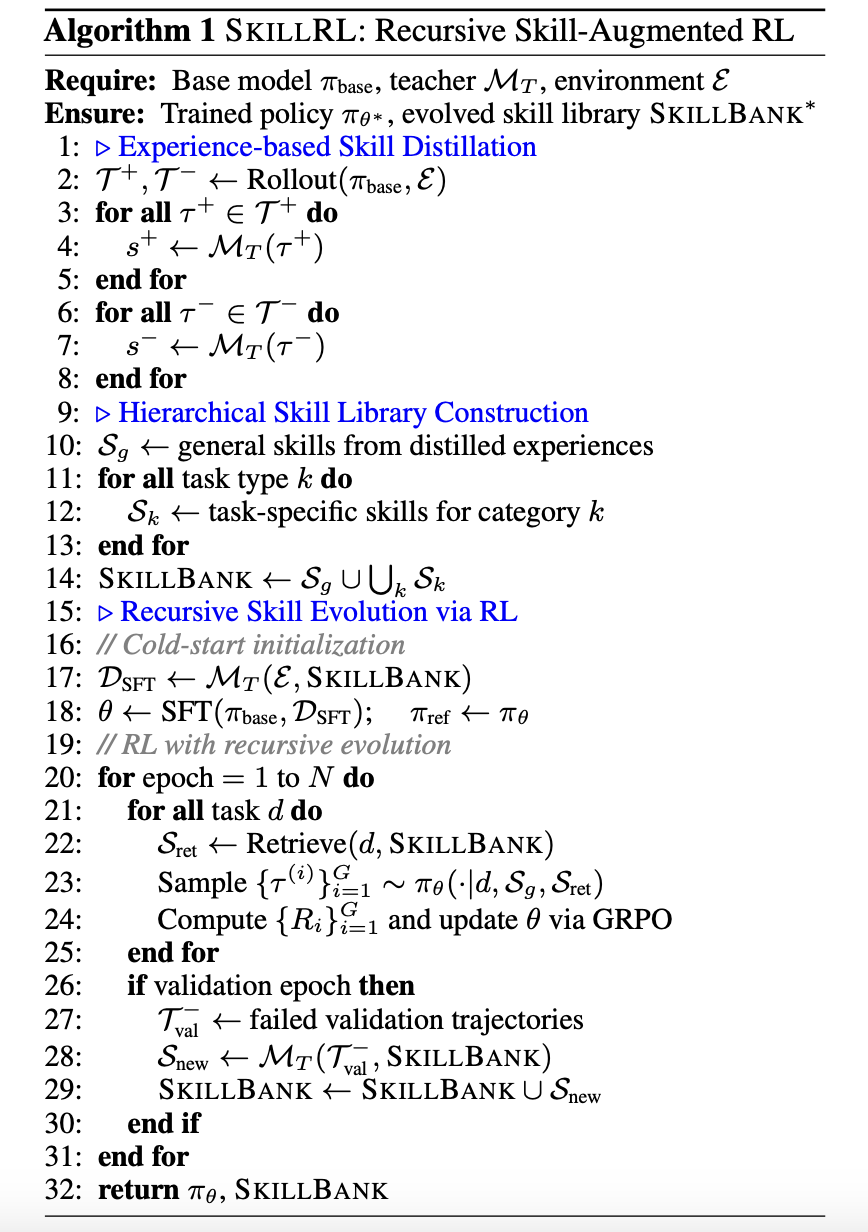 Algorithm 1 SKILLRL: Recursive Skill-Augmented RL
Require: Base model π_base, teacher ℳ_T, environment ℰ
Ensure: Trained policy π_θ*, evolved skill library SKILLBANK*
1: ▷ Experience-based Skill Distillation
2: 𝒯⁺, 𝒯⁻ ← Rollout(π_base, ℰ)
3: for all τ⁺ ∈ 𝒯⁺ do
4: s⁺ ← ℳ_T(τ⁺)
5: end for
6: for all τ⁻ ∈ 𝒯⁻ do
7: s⁻ ← ℳ_T(τ⁻)
8: end for
9: ▷ Hierarchical Skill Library Construction
10: 𝒮_g ← general skills from distilled experiences
11: for all task type k do
12: 𝒮_k ← task-specific skills for category k
13: end for
14: SKILLBANK ← 𝒮_g ∪ ⋃_k 𝒮_k
15: ▷ Recursive Skill Evolution via RL
16: // Cold-start initialization
17: 𝒟_SFT ← ℳ_T(ℰ, SKILLBANK)
18: θ ← SFT(π_base, 𝒟_SFT); π_ref ← π_θ
19: // RL with recursive evolution
20: for epoch = 1 to N do
21: for all task d do
22: 𝒮_ret ← Retrieve(d, SKILLBANK)
23: Sample {τ^(i)}_{i=1}^G ∼ π_θ(·|d, 𝒮_g, 𝒮_ret)
24: Compute {R_i}_{i=1}^G and update θ via GRPO
25: end for
26: if validation epoch then
27: 𝒯_val⁻ ← failed validation trajectories
28: 𝒮_new ← ℳ_T(𝒯_val⁻, SKILLBANK)
29: SKILLBANK ← SKILLBANK ∪ 𝒮_new
30: end if
31: end for
32: return π_θ, SKILLBANK